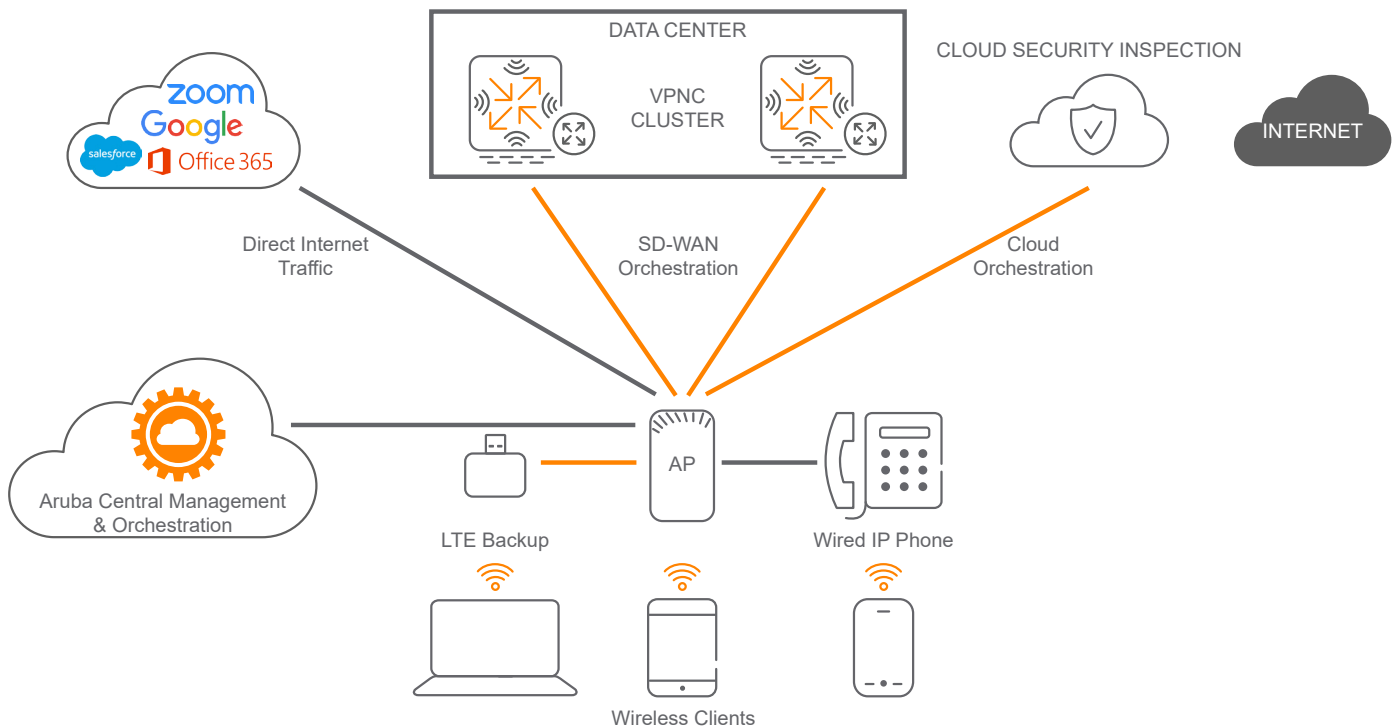 DATA CENTER
CLOUD SECURITY INSPECTION
zoom
Google
salesforce
Office 365
VPNC
CLUSTER
INTERNET
Direct Internet
Traffic
SD-WAN
Orchestration
Cloud
Orchestration
AP
Aruba Central Management
& Orchestration
LTE Backup
Wired IP Phone
Wireless Clients